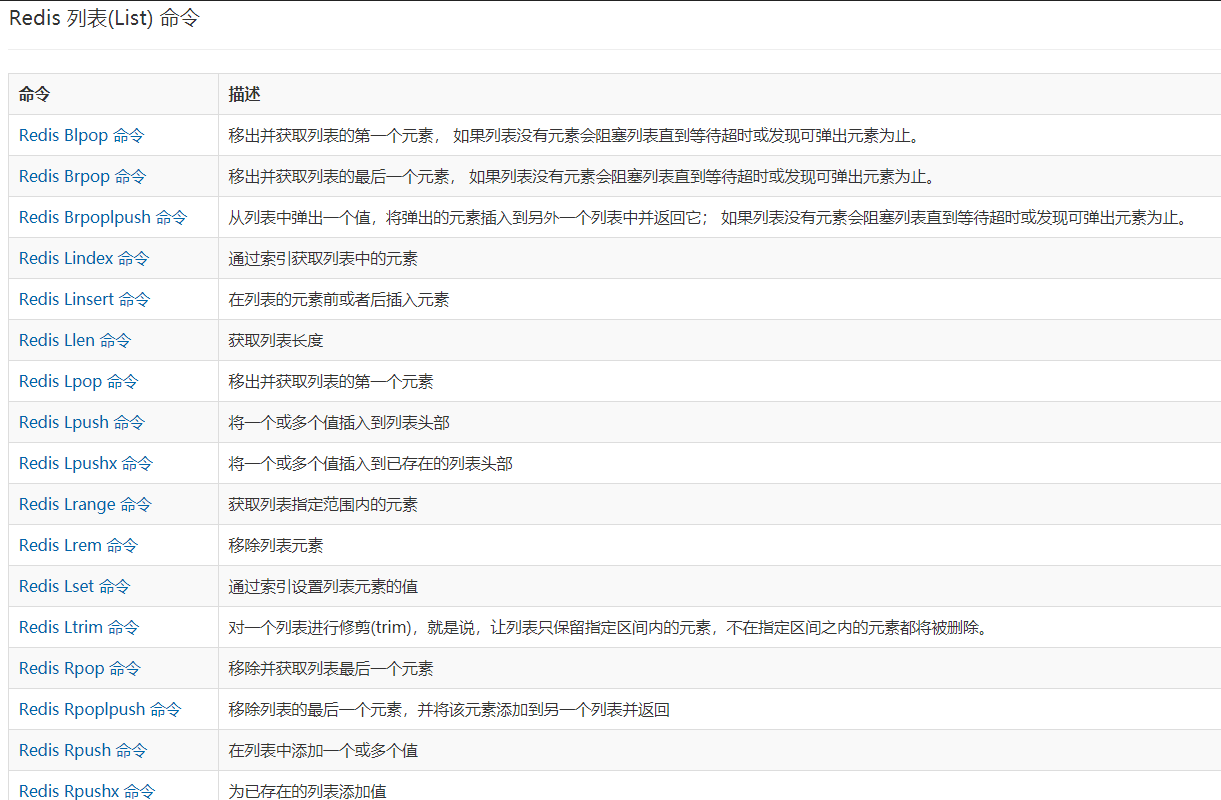 Redis 列表(List) 命令
命令 描述
Redis Blpop 命令 移出并获取列表的第一个元素， 如果列表没有元素会阻塞列表直到等待超时或发现可弹出元素为止。
Redis Brpop 命令 移出并获取列表的最后一个元素， 如果列表没有元素会阻塞列表直到等待超时或发现可弹出元素为止。
Redis Brpoplpush 命令 从列表中弹出一个值，将弹出的元素插入到另外一个列表中并返回它； 如果列表没有元素会阻塞列表直到等待超时或发现可弹出元素为止。
Redis Lindex 命令 通过索引获取列表中的元素
Redis Linsert 命令 在列表的元素前或者后插入元素
Redis Llen 命令 获取列表长度
Redis Lpop 命令 移出并获取列表的第一个元素
Redis Lpush 命令 将一个或多个值插入到列表头部
Redis Lpushx 命令 将一个或多个值插入到已存在的列表头部
Redis Lrange 命令 获取列表指定范围内的元素
Redis Lrem 命令 移除列表元素
Redis Lset 命令 通过索引设置列表元素的值
Redis Ltrim 命令 对一个列表进行修剪(trim)，就是说，让列表只保留指定区间内的元素，不在指定区间之内的元素都将被删除。
Redis Rpop 命令 移除并获取列表最后一个元素
Redis Rpoplpush 命令 移除列表的最后一个元素，并将该元素添加到另一个列表并返回
Redis Rpush 命令 在列表中添加一个或多个值
Redis Rpushx 命令 为已存在的列表添加值